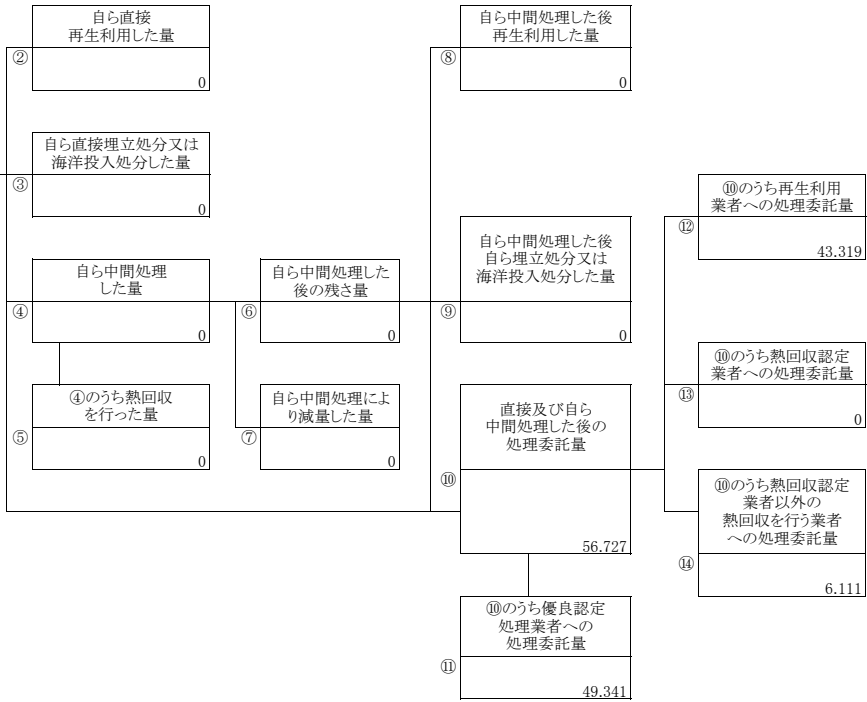 自ら直接
再生利用した量
②
0
自ら直接埋立処分又は
海洋投入処分した量
③
0
自ら中間処理
した量
④
0
④のうち熱回収
を行った量
⑤
0
自ら中間処理した
後の残さ量
⑥
0
自ら中間処理によ
り減量した量
⑦
0
自ら中間処理した後
再生利用した量
⑧
0
自ら中間処理した後
自ら埋立処分又は
海洋投入処分した量
⑨
0
直接及び自ら
中間処理した後の
処理委託量
⑩
56.727
⑩のうち優良認定
処理業者への
処理委託量
⑪
49.341
⑩のうち再生利用
業者への処理委託量
⑫
43.319
⑩のうち熱回収認定
業者への処理委託量
⑬
0
⑩のうち熱回収認定
業者以外の
熱回収を行う業者
への処理委託量
⑭
6.111